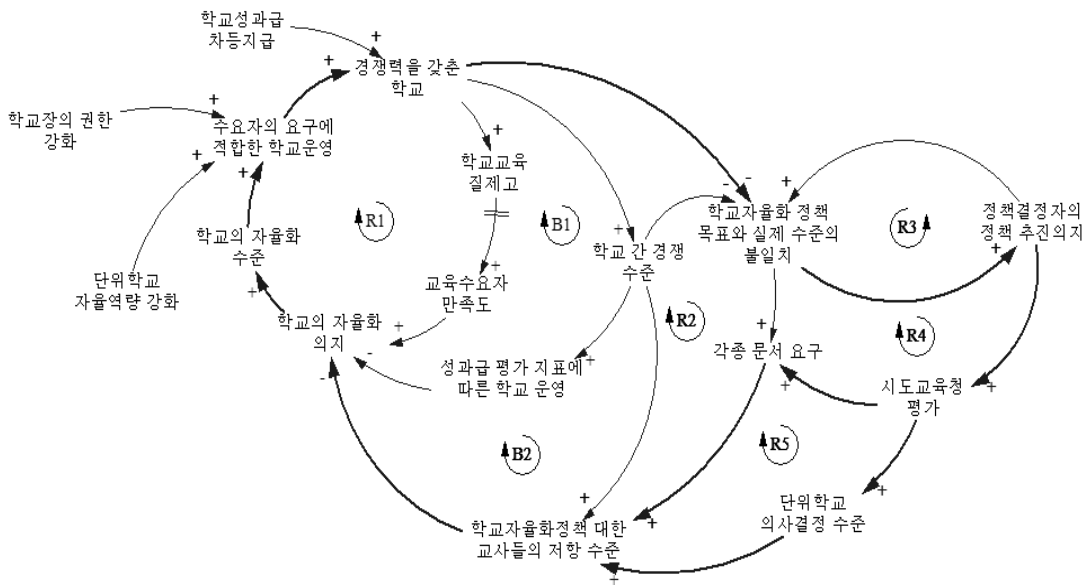 학교성과급
차등지급
경쟁력을 갖춘
학교
학교장의 권한
강화
수요자의 요구에
적합한 학교운영
학교교육
질제고
학교자율화 정책
목표와 실제 수준의
불일치
정책결정자의
정책 추진의지
R1
B1
R3
학교의 자율화
수준
학교 간 경쟁
수준
단위학교
자율역량 강화
교육수요자
만족도
학교의 자율화
의지
R2
R4
각종 문서 요구
성과급 평가 지표에
따른 학교 운영
시도교육청
평가
B2
R5
단위학교
의사결정 수준
학교자율화정책 대한
교사들의 저항 수준